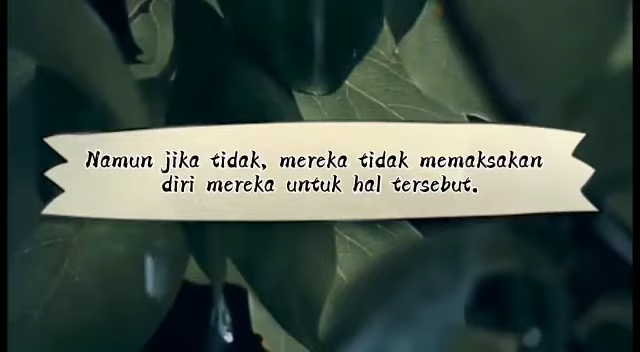 Namun jika tidak, mereka tidak memaksakan
diri mereka untuk hal tersebut.